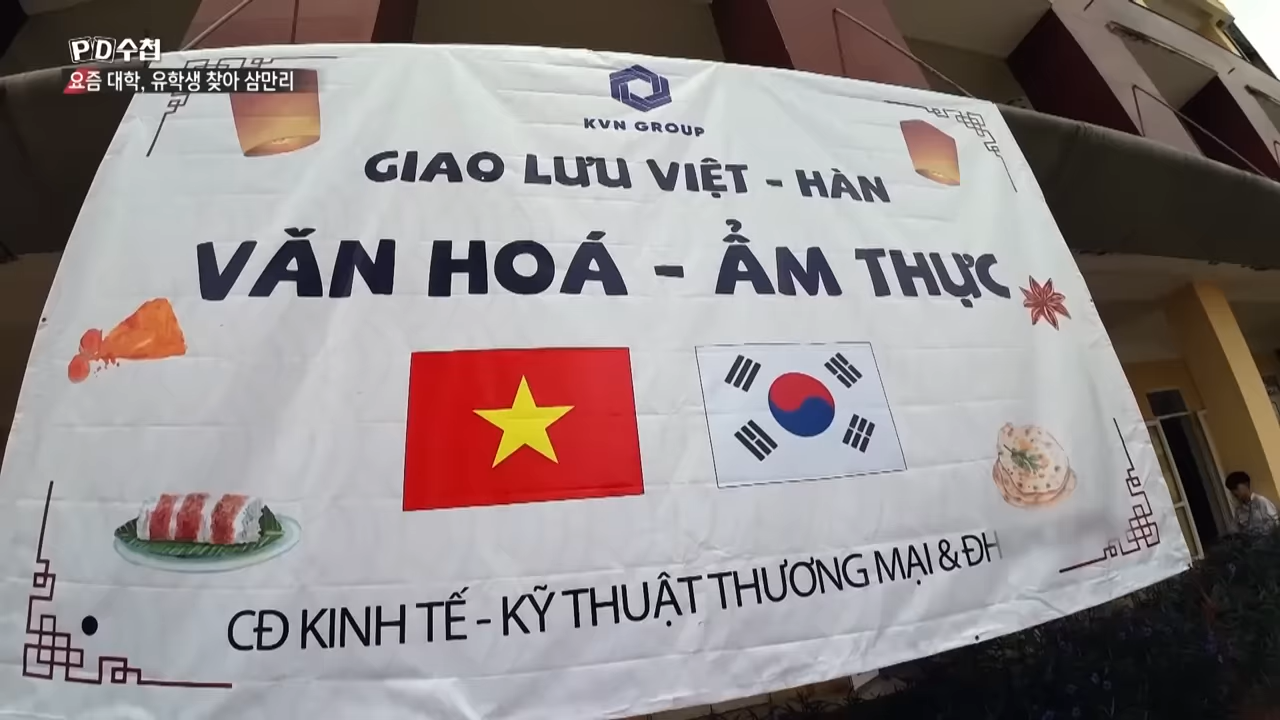 PD수첩
요즘 대학, 유학생 찾아 삼만리
KVN GROUP
GIAO LƯU VIỆT - HÀN
VĂN HOÁ - ẨM THỰC
CĐ KINH TẾ - KỸ THUẬT THƯƠNG MẠI & ĐH